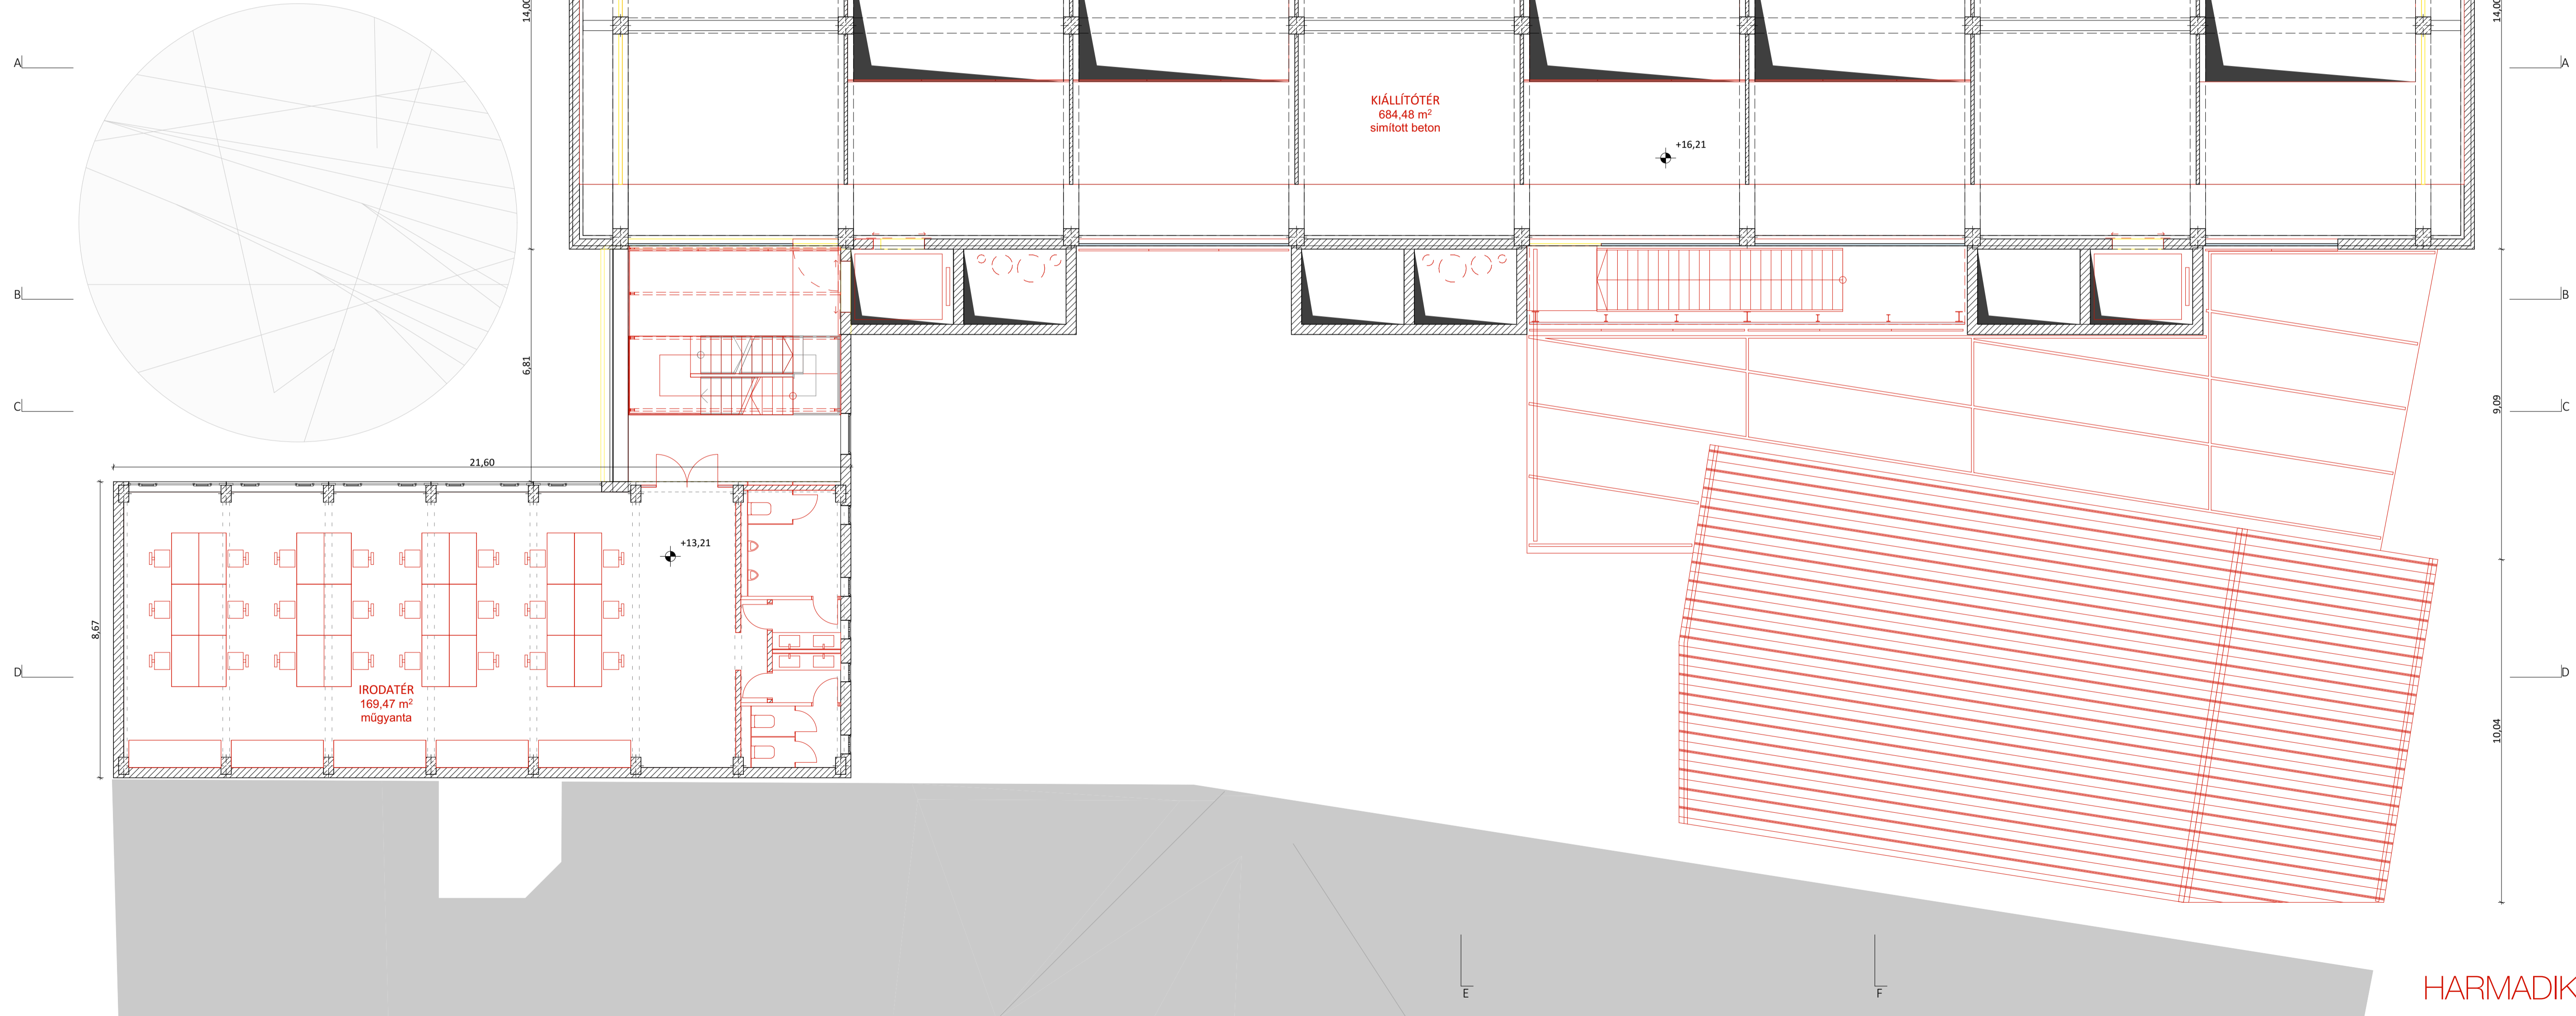 14,00
14,00
A
A
KIÁLLÍTÓTÉR
684,48 m²
simított beton
+16,21
B
B
6,81
C
9,09
C
21,60
+13,21
8,67
D
D
IRODATÉR
169,47 m²
műgyanta
10,04
E
F
HARMADIK